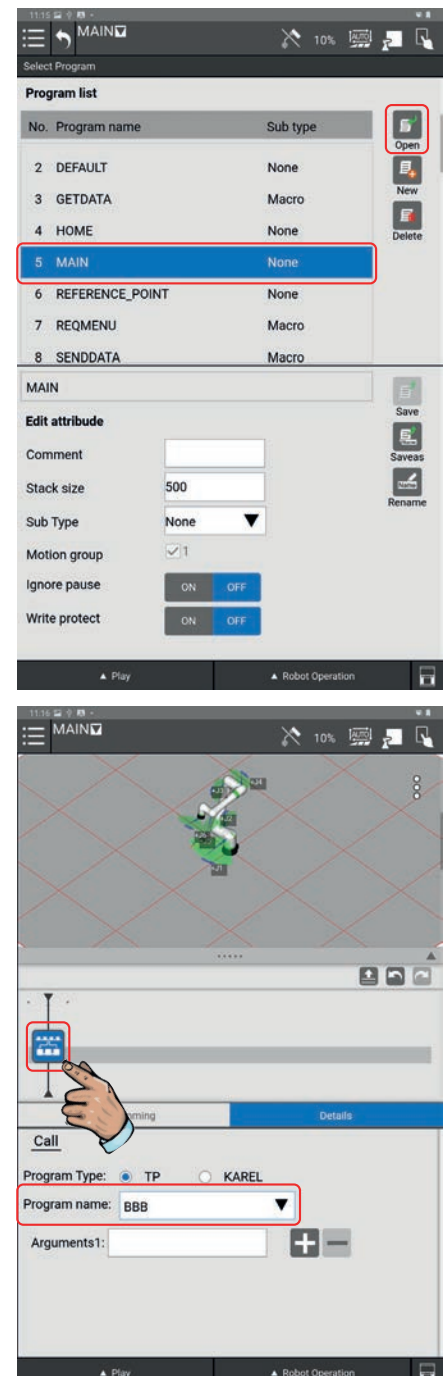 11:15
MAIN
10%
AUTO
Select Program
Program list
No. Program name Sub type
Open
2 DEFAULT None
New
3 GETDATA Macro
4 HOME None
Delete
5 MAIN None
6 REFERENCE_POINT None
7 REQMENU Macro
8 SENDDATA Macro
MAIN
Save
Edit attribude
Comment
Saveas
Stack size 500
Rename
Sub Type None
Motion group 1
Ignore pause ON OFF
Write protect ON OFF
▲ Play ▲ Robot Operation
11:16
MAIN
10%
AUTO
+J4
+J3
+J2
+J1
Details
Call
Program Type: TP KAREL
Program name: BBB
Arguments1:
▲ Play ▲ Robot Operation